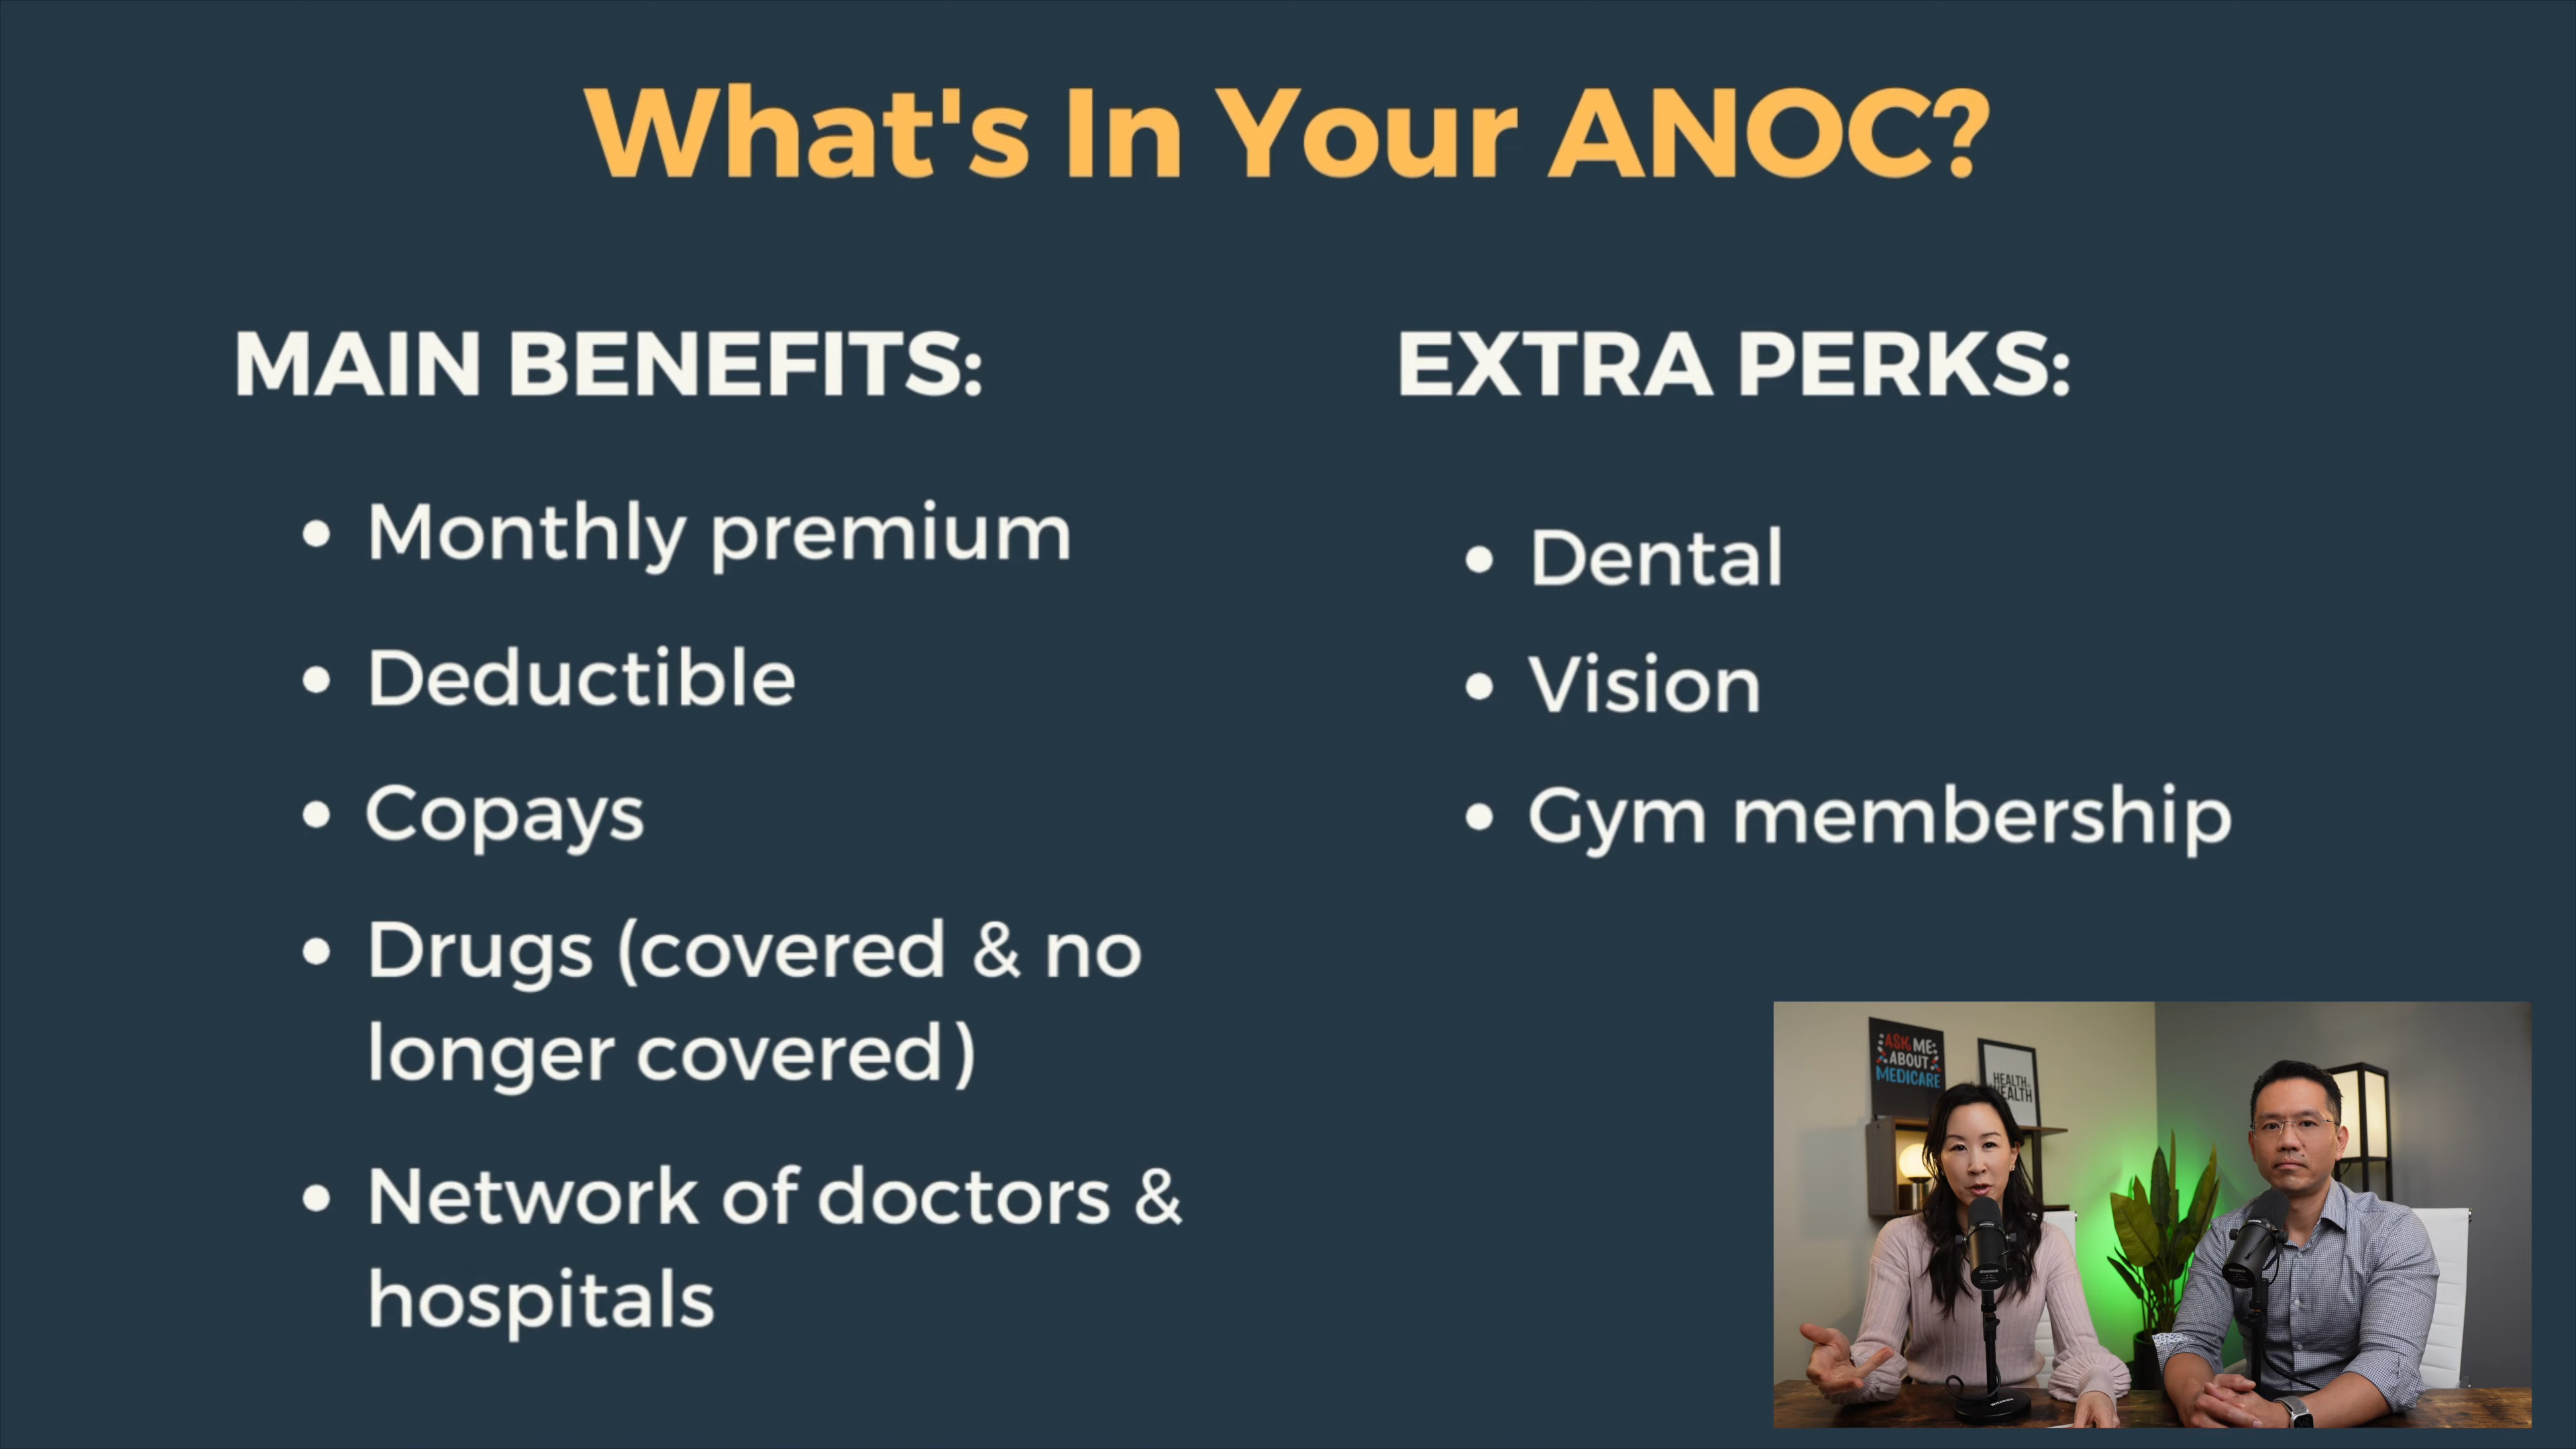 What's In Your ANOC?
MAIN BENEFITS:
• Monthly premium
• Deductible
• Copays
• Drugs (covered & no
longer covered)
• Network of doctors &
hospitals
EXTRA PERKS:
• Dental
• Vision
• Gym membership
ASK ME
ABOUT
MEDICARE
HEALTH